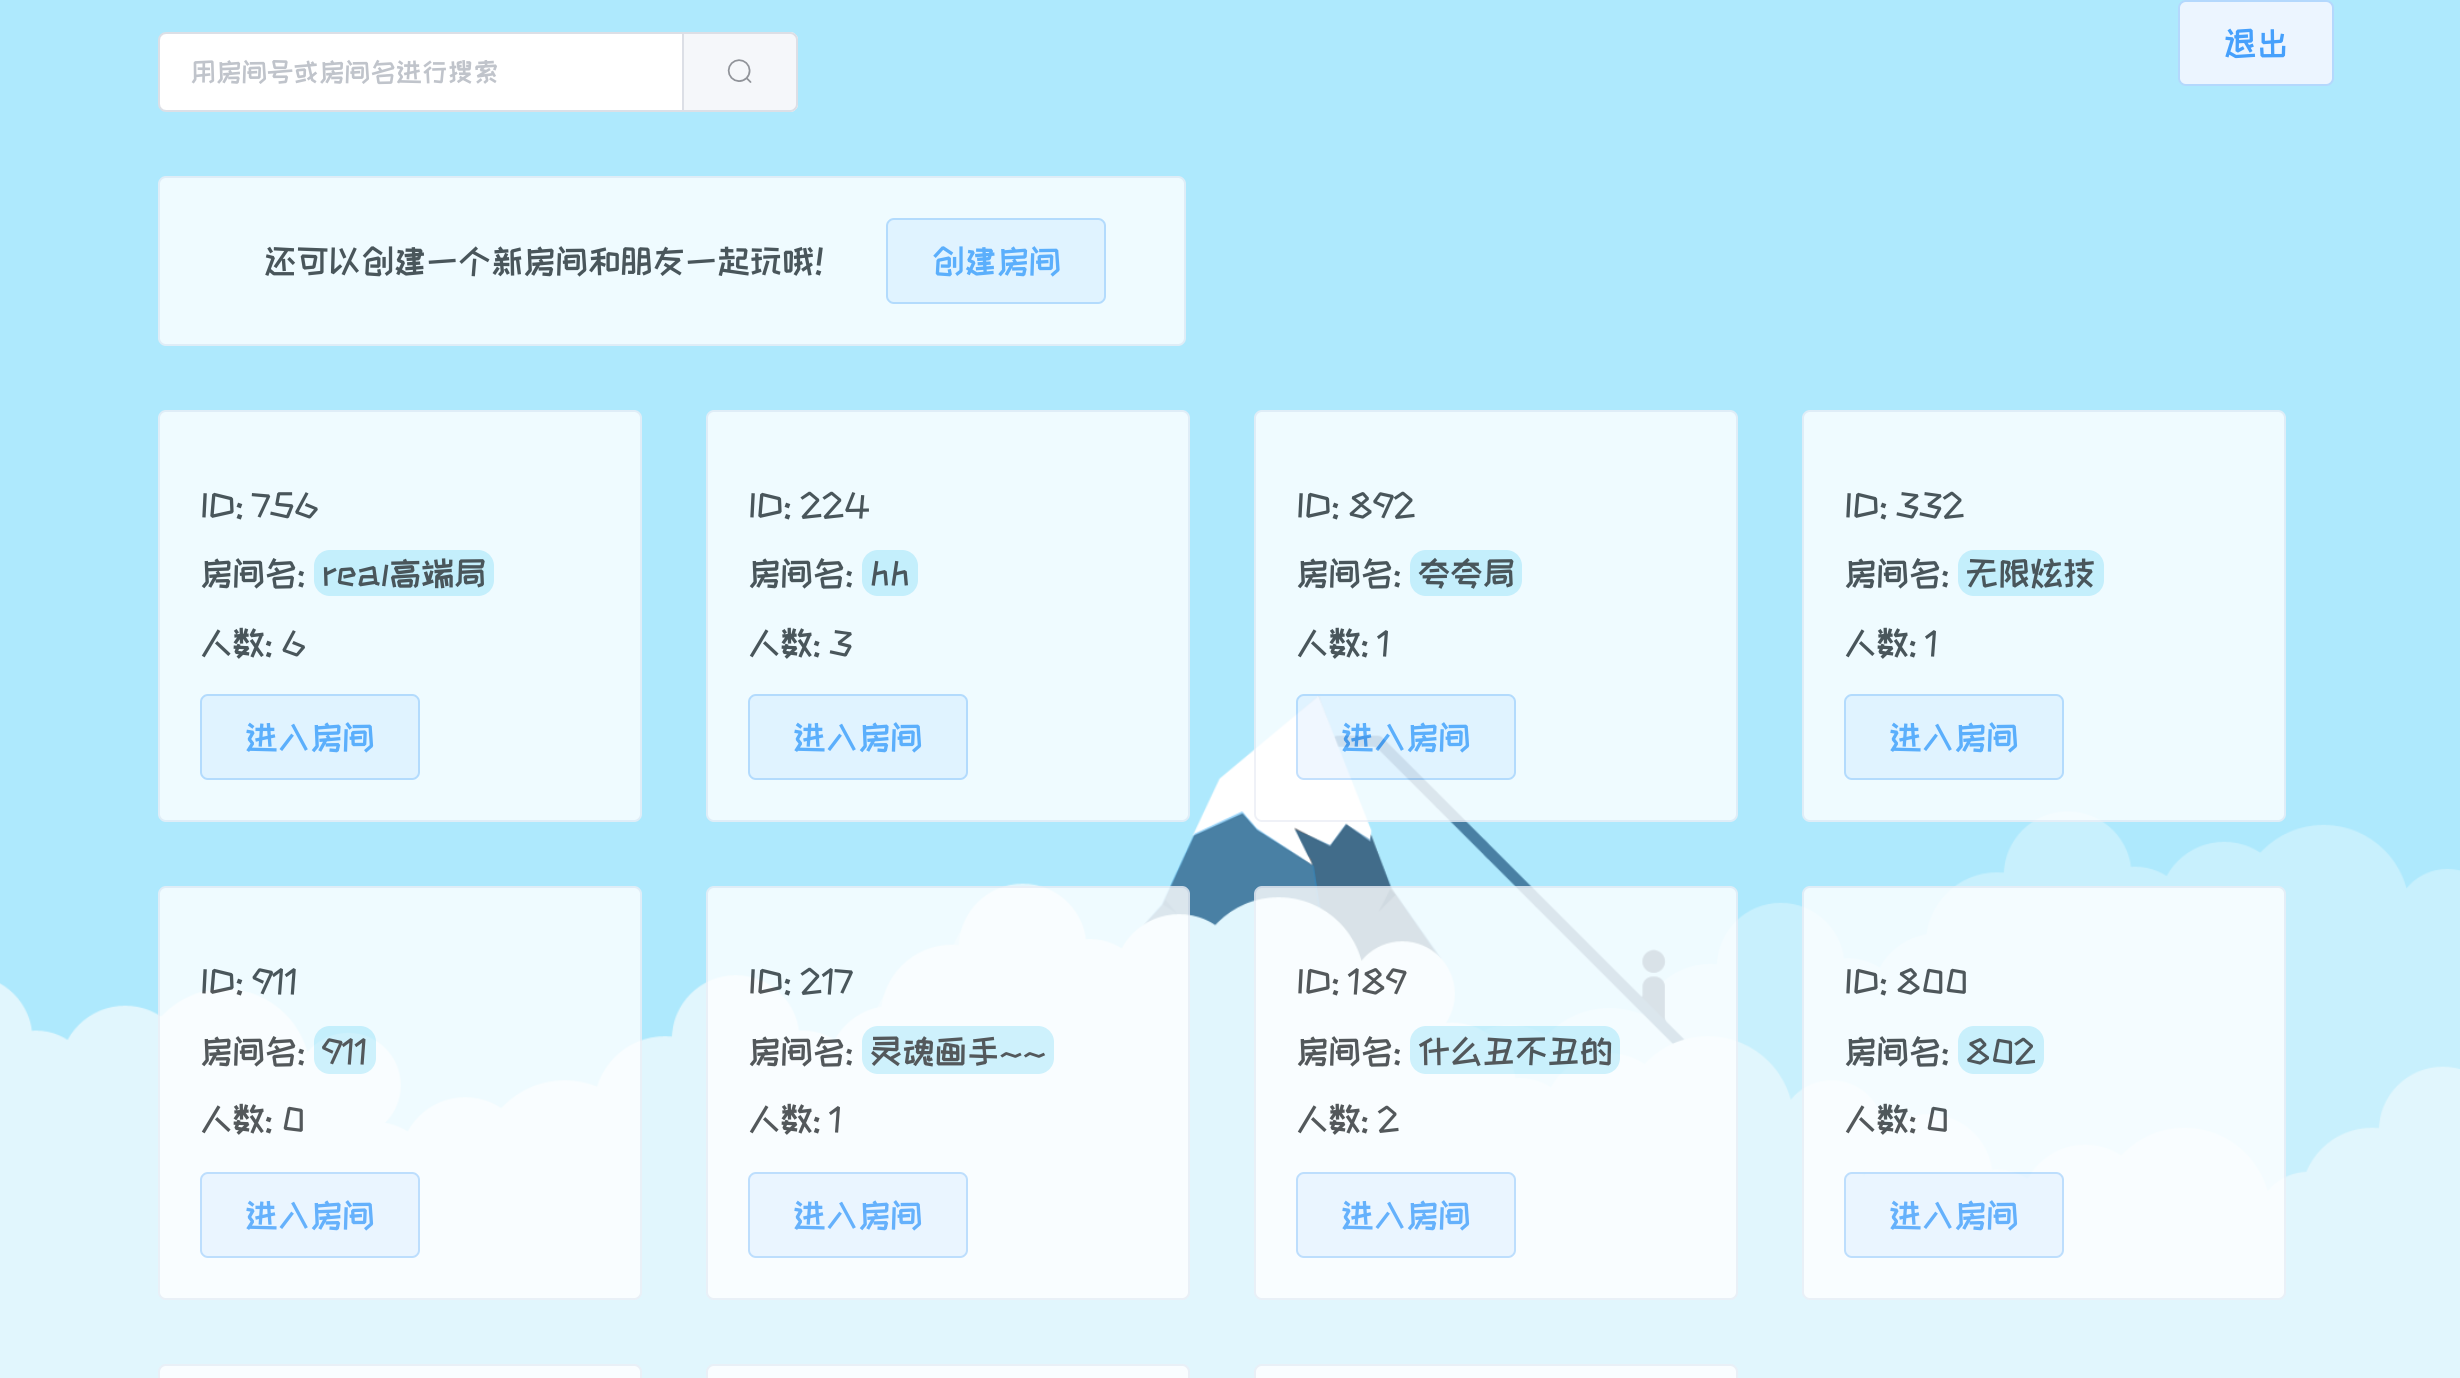 用房间号或房间名进行搜索
退出
还可以创建一个新房间和朋友一起玩哦!
创建房间
ID: 756
房间名: real高端局
人数: 6
进入房间
ID: 224
房间名: hh
人数: 3
进入房间
ID: 892
房间名: 夸夸局
人数: 1
进入房间
ID: 332
房间名: 无限炫技
人数: 1
进入房间
ID: 911
房间名: 911
人数: 0
进入房间
ID: 217
房间名: 灵魂画手~~
人数: 1
进入房间
ID: 189
房间名: 什么丑不丑的
人数: 2
进入房间
ID: 800
房间名: 802
人数: 0
进入房间